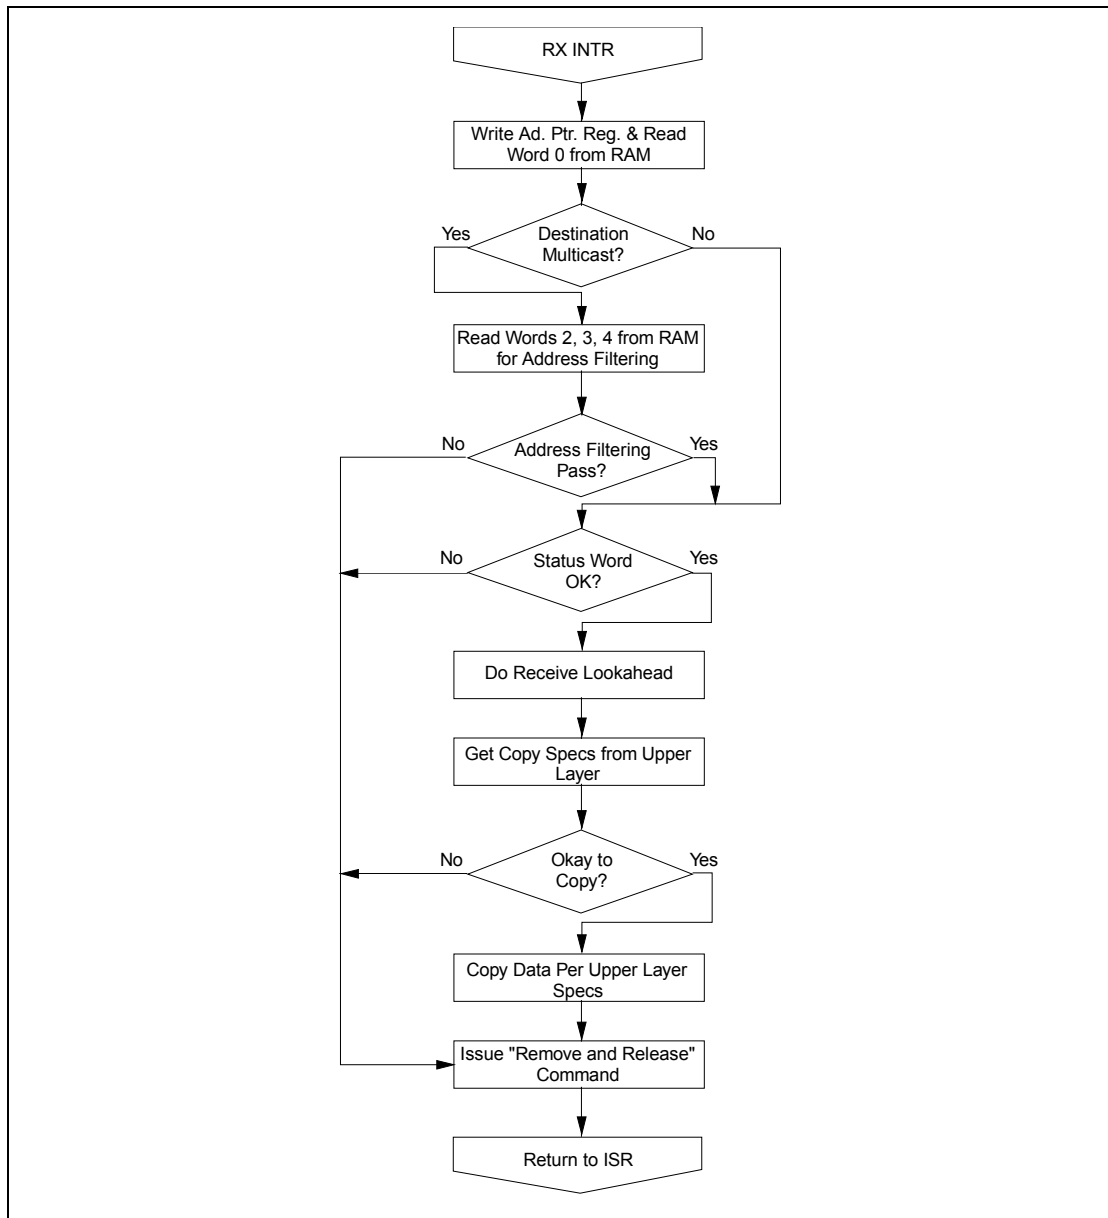 RX INTR
Write Ad. Ptr. Reg. & Read
Word 0 from RAM
Yes
Destination
Multicast?
No
Read Words 2, 3, 4 from RAM
for Address Filtering
No
Address Filtering
Pass?
Yes
No
Status Word
OK?
Yes
Do Receive Lookahead
Get Copy Specs from Upper
Layer
No
Okay to
Copy?
Yes
Copy Data Per Upper Layer
Specs
Issue "Remove and Release"
Command
Return to ISR